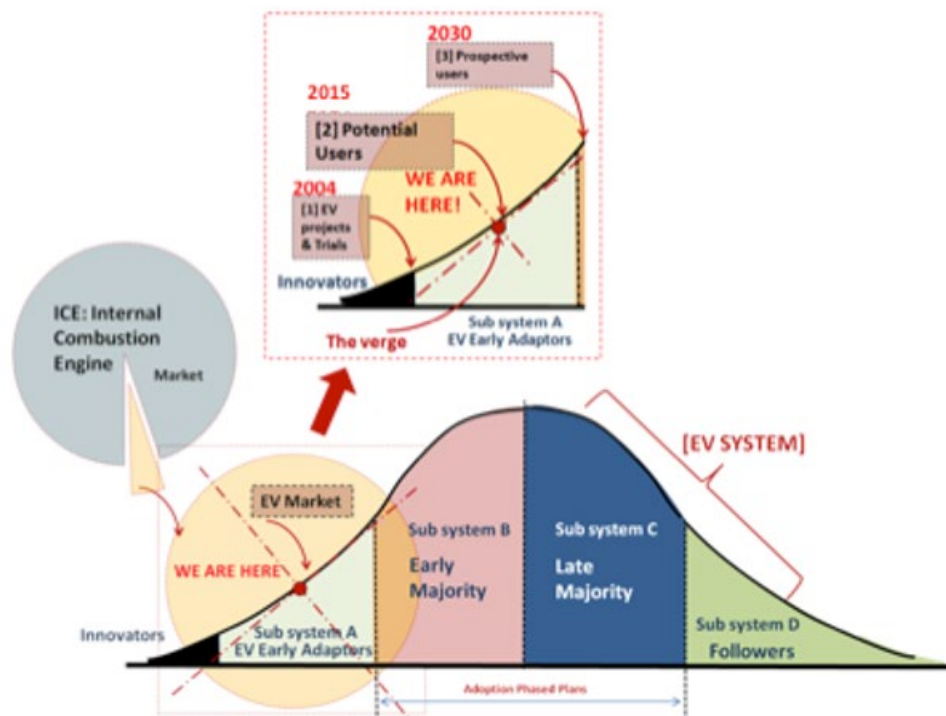 2030
[3] Prospective
users
2015
[2] Potential
Users
WE ARE
HERE!
2004
[1] EV
projects
& Trials
Innovators
The verge
Sub system A
EV Early Adaptors
ICE: Internal
Combustion
Engine
Market
[EV SYSTEM]
EV Market
WE ARE HERE
Sub system B
Early
Majority
Sub system C
Late
Majority
Innovators
Sub system A
EV Early Adaptors
Sub system D
Followers
Adoption Phased Plans